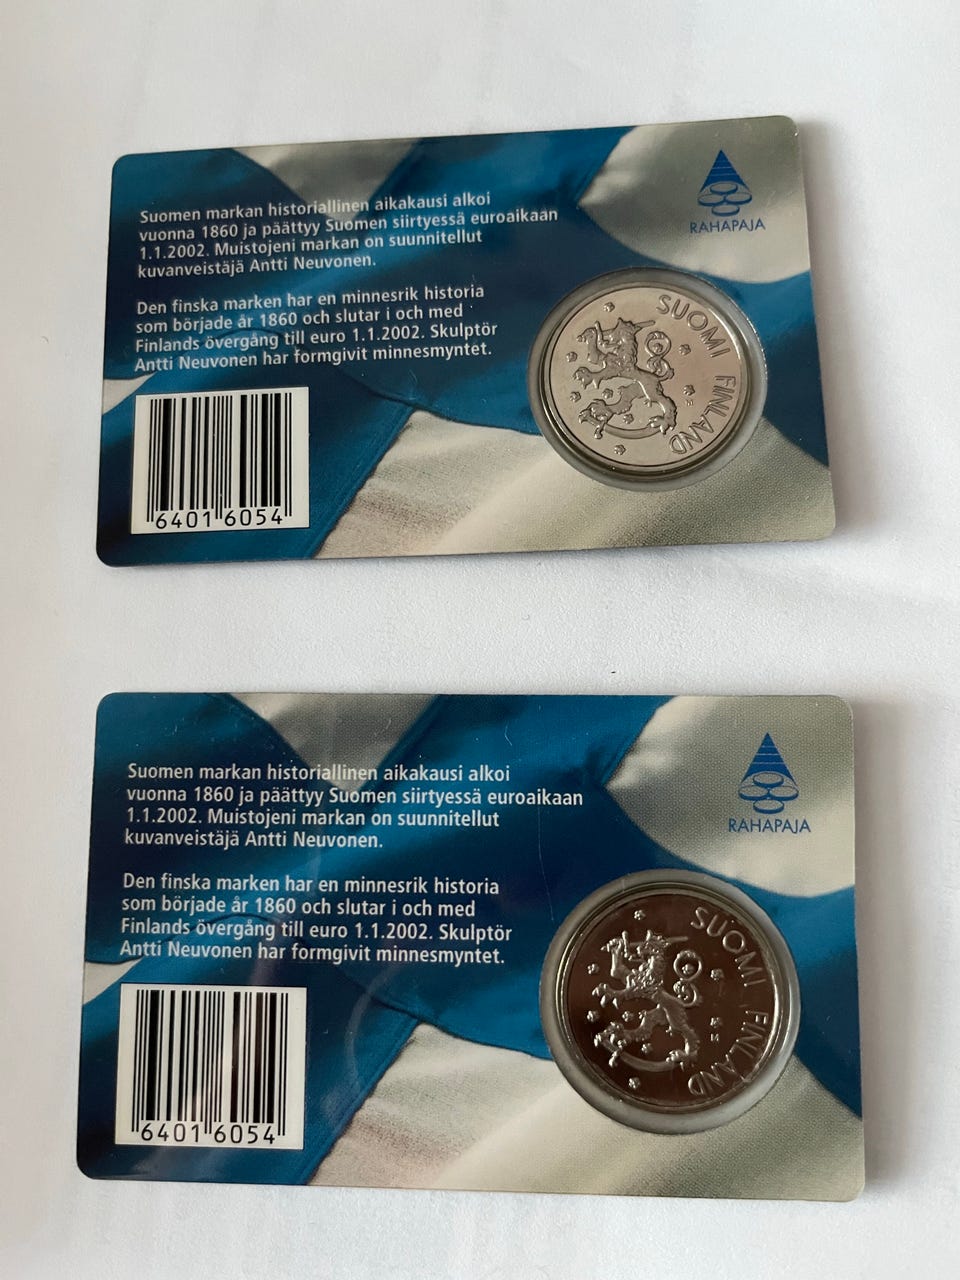 Suomen markan historiallinen aikakausi alkoi
vuonna 1860 ja päättyy Suomen siirtyessä euroaikaan
1.1.2002. Muistojeni markan on suunnitellut
kuvanveistäjä Antti Neuvonen.
Den finska marken har en minnesrik historia
som började år 1860 och slutar i och med
Finlands övergång till euro 1.1.2002. Skulptör
Antti Neuvonen har formgivit minnesmyntet.
6401 6054
RAHAPAJA
SUOMI FINLAND
Suomen markan historiallinen aikakausi alkoi
vuonna 1860 ja päättyy Suomen siirtyessä euroaikaan
1.1.2002. Muistojeni markan on suunnitellut
kuvanveistäjä Antti Neuvonen.
Den finska marken har en minnesrik historia
som började år 1860 och slutar i och med
Finlands övergång till euro 1.1.2002. Skulptör
Antti Neuvonen har formgivit minnesmyntet.
6401 6054
RAHAPAJA
SUOMI FINLAND